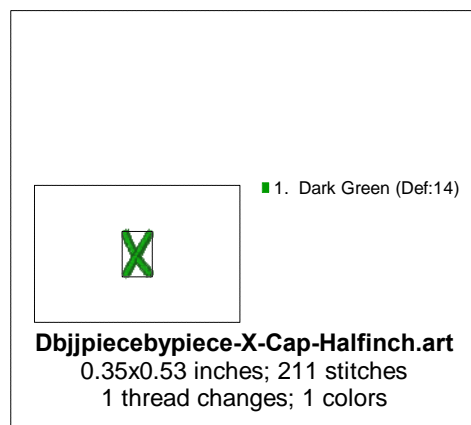 1. Dark Green (Def:14)
X
Dbjjpiecebypiece-X-Cap-Halfinch.art
0.35x0.53 inches; 211 stitches
1 thread changes; 1 colors